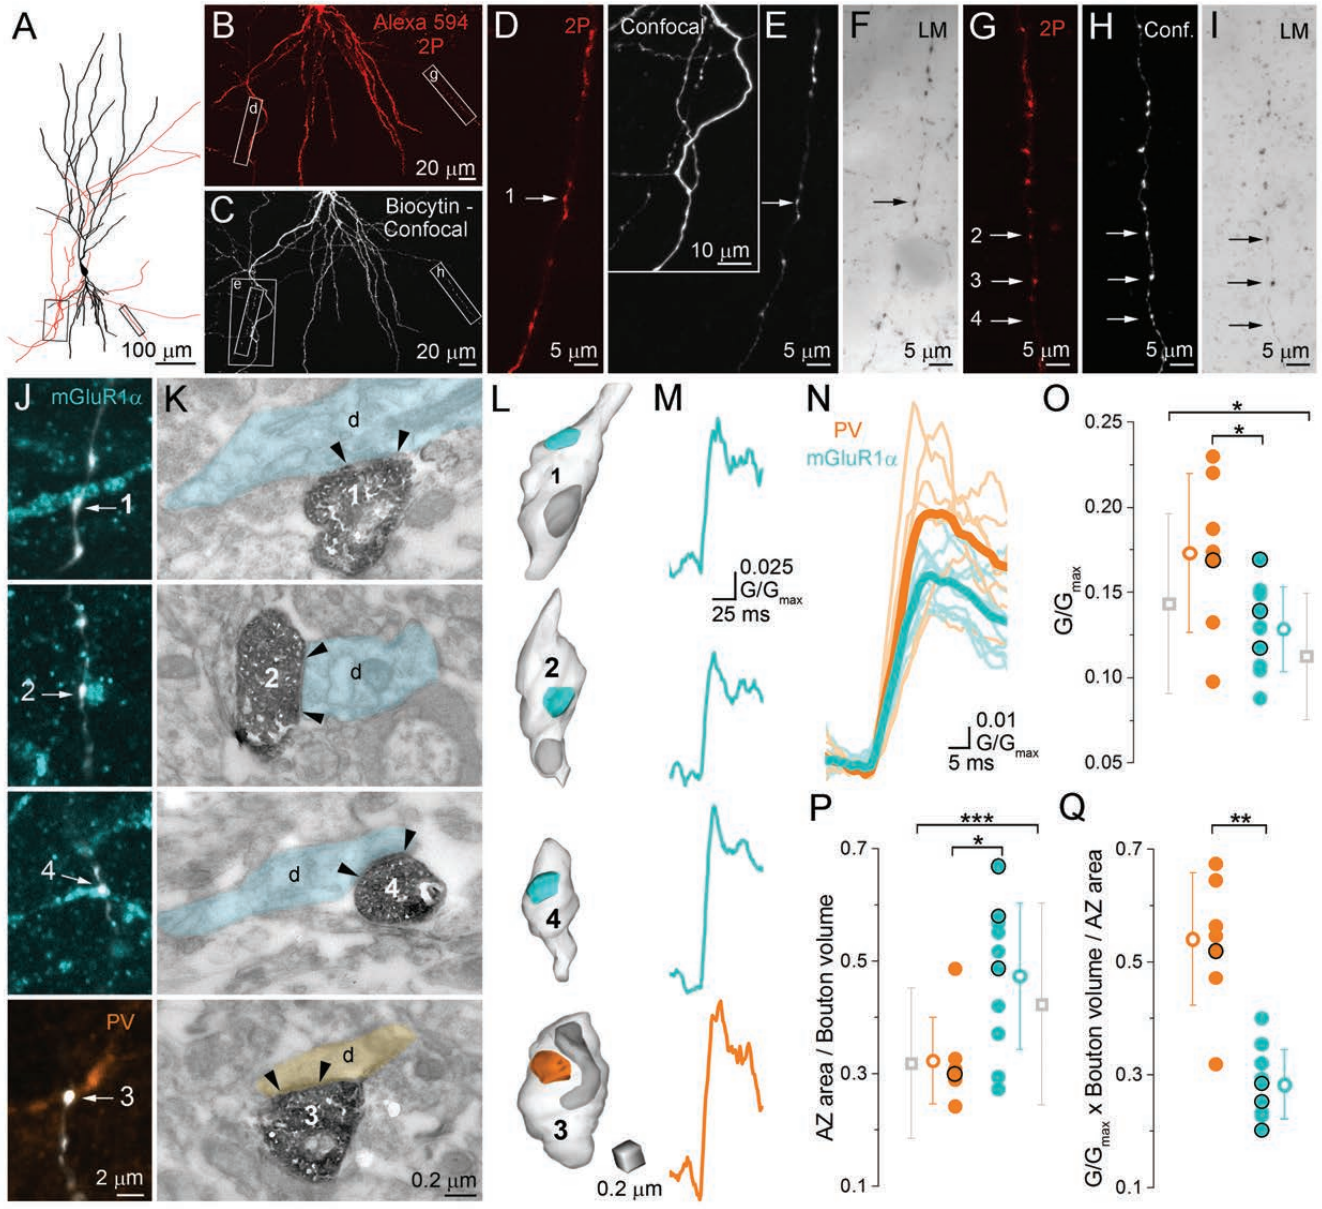 A
100 μm
B
Alexa 594
2P
d
g
20 μm
C
Biocytin -
Confocal
e
h
20 μm
D
2P
1
5 μm
Confocal
10 μm
E
5 μm
F
LM
5 μm
G
2P
2
3
4
5 μm
H
Conf.
5 μm
I
LM
5 μm
J
mGluR1α
1
2
4
PV
3
2 μm
K
d
1
2
d
d
4
d
3
0.2 μm
L
1
2
4
3
0.2 μm
M
0.025
G/Gmax
25 ms
N
PV
mGluR1α
0.01
G/Gmax
5 ms
O
*
*
0.25
0.20
0.15
0.10
0.05
G/Gmax
P
***
*
0.7
0.5
0.3
0.1
AZ area / Bouton volume
Q
**
0.7
0.5
0.3
0.1
G/Gmax x Bouton volume / AZ area